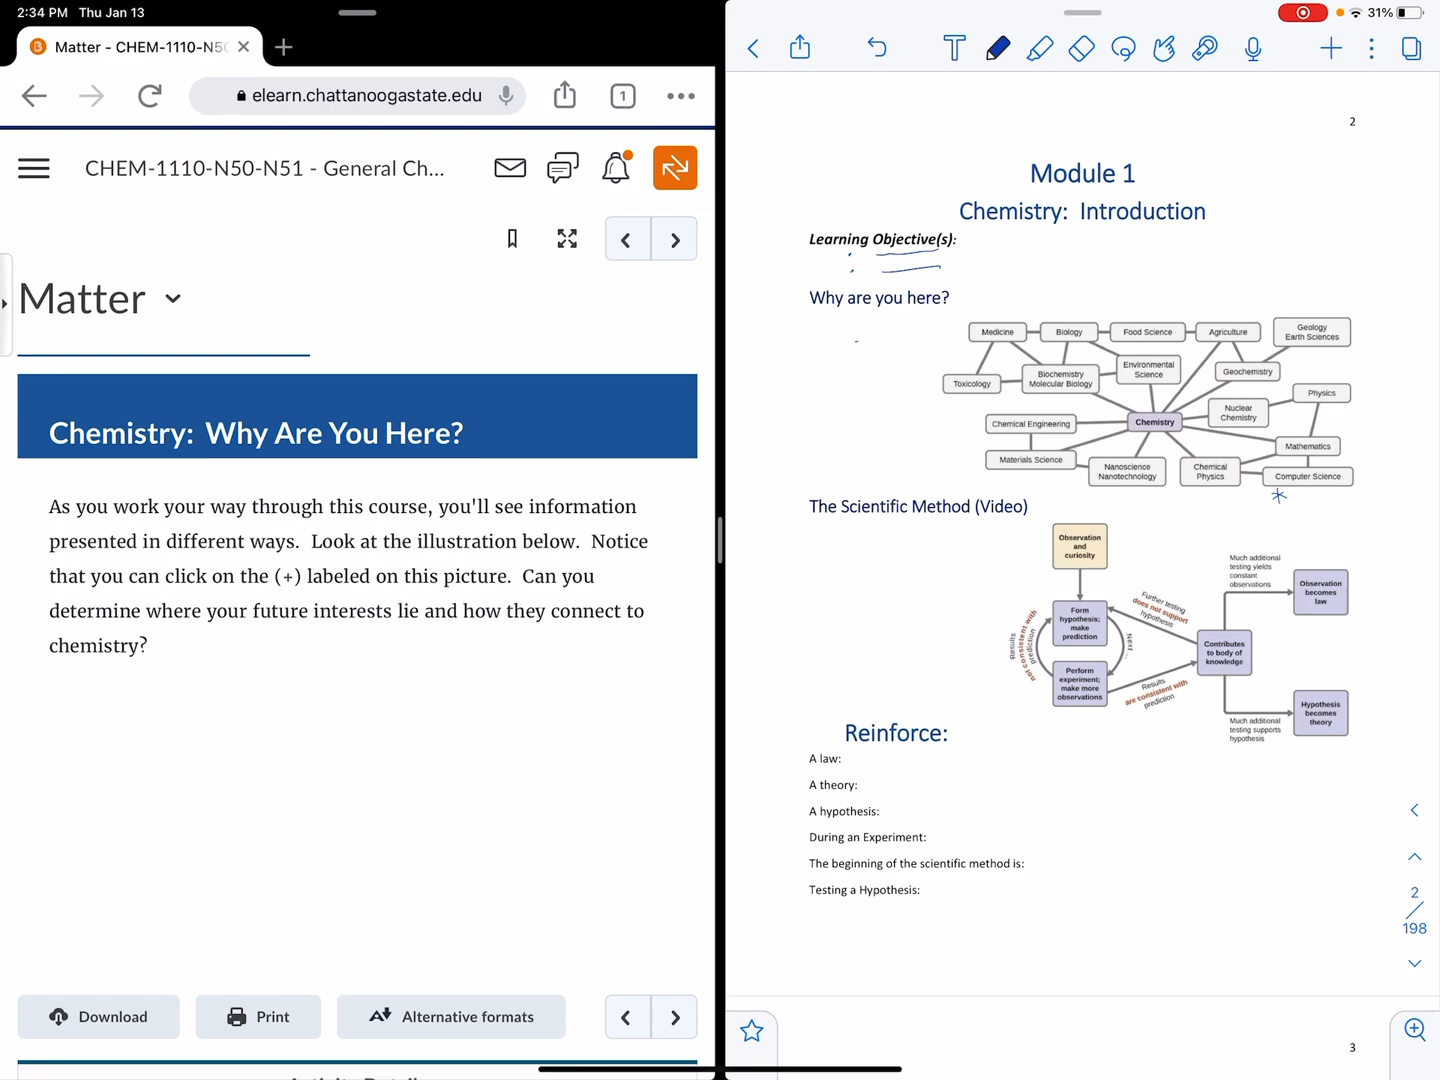 2:34 PM Thu Jan 13
31%
Matter - CHEM-1110-N50
elearn.chattanoogastate.edu
1
CHEM-1110-N50-N51 - General Ch...
Matter
Chemistry: Why Are You Here?
As you work your way through this course, you'll see information
presented in different ways. Look at the illustration below. Notice
that you can click on the (+) labeled on this picture. Can you
determine where your future interests lie and how they connect to
chemistry?
Download
Print
Alternative formats
2
Module 1
Chemistry: Introduction
Learning Objective(s):
Why are you here?
Medicine
Biology
Food Science
Agriculture
Geology
Earth Sciences
Toxicology
Biochemistry
Molecular Biology
Environmental
Science
Geochemistry
Physics
Chemical Engineering
Chemistry
Nuclear
Chemistry
Mathematics
Materials Science
Nanoscience
Nanotechnology
Chemical
Physics
Computer Science
*
The Scientific Method (Video)
Observation
and
curiosity
Form
hypothesis;
make
prediction
Perform
experiment;
make more
observations
Results
not consistent with
prediction
Next ...
Further testing
does not support
hypothesis
Results
are consistent with
prediction
Contributes
to body of
knowledge
Much additional
testing yields
constant
observations
Observation
becomes
law
Much additional
testing supports
hypothesis
Hypothesis
becomes
theory
Reinforce:
A law:
A theory:
A hypothesis:
During an Experiment:
The beginning of the scientific method is:
Testing a Hypothesis:
2
198
3